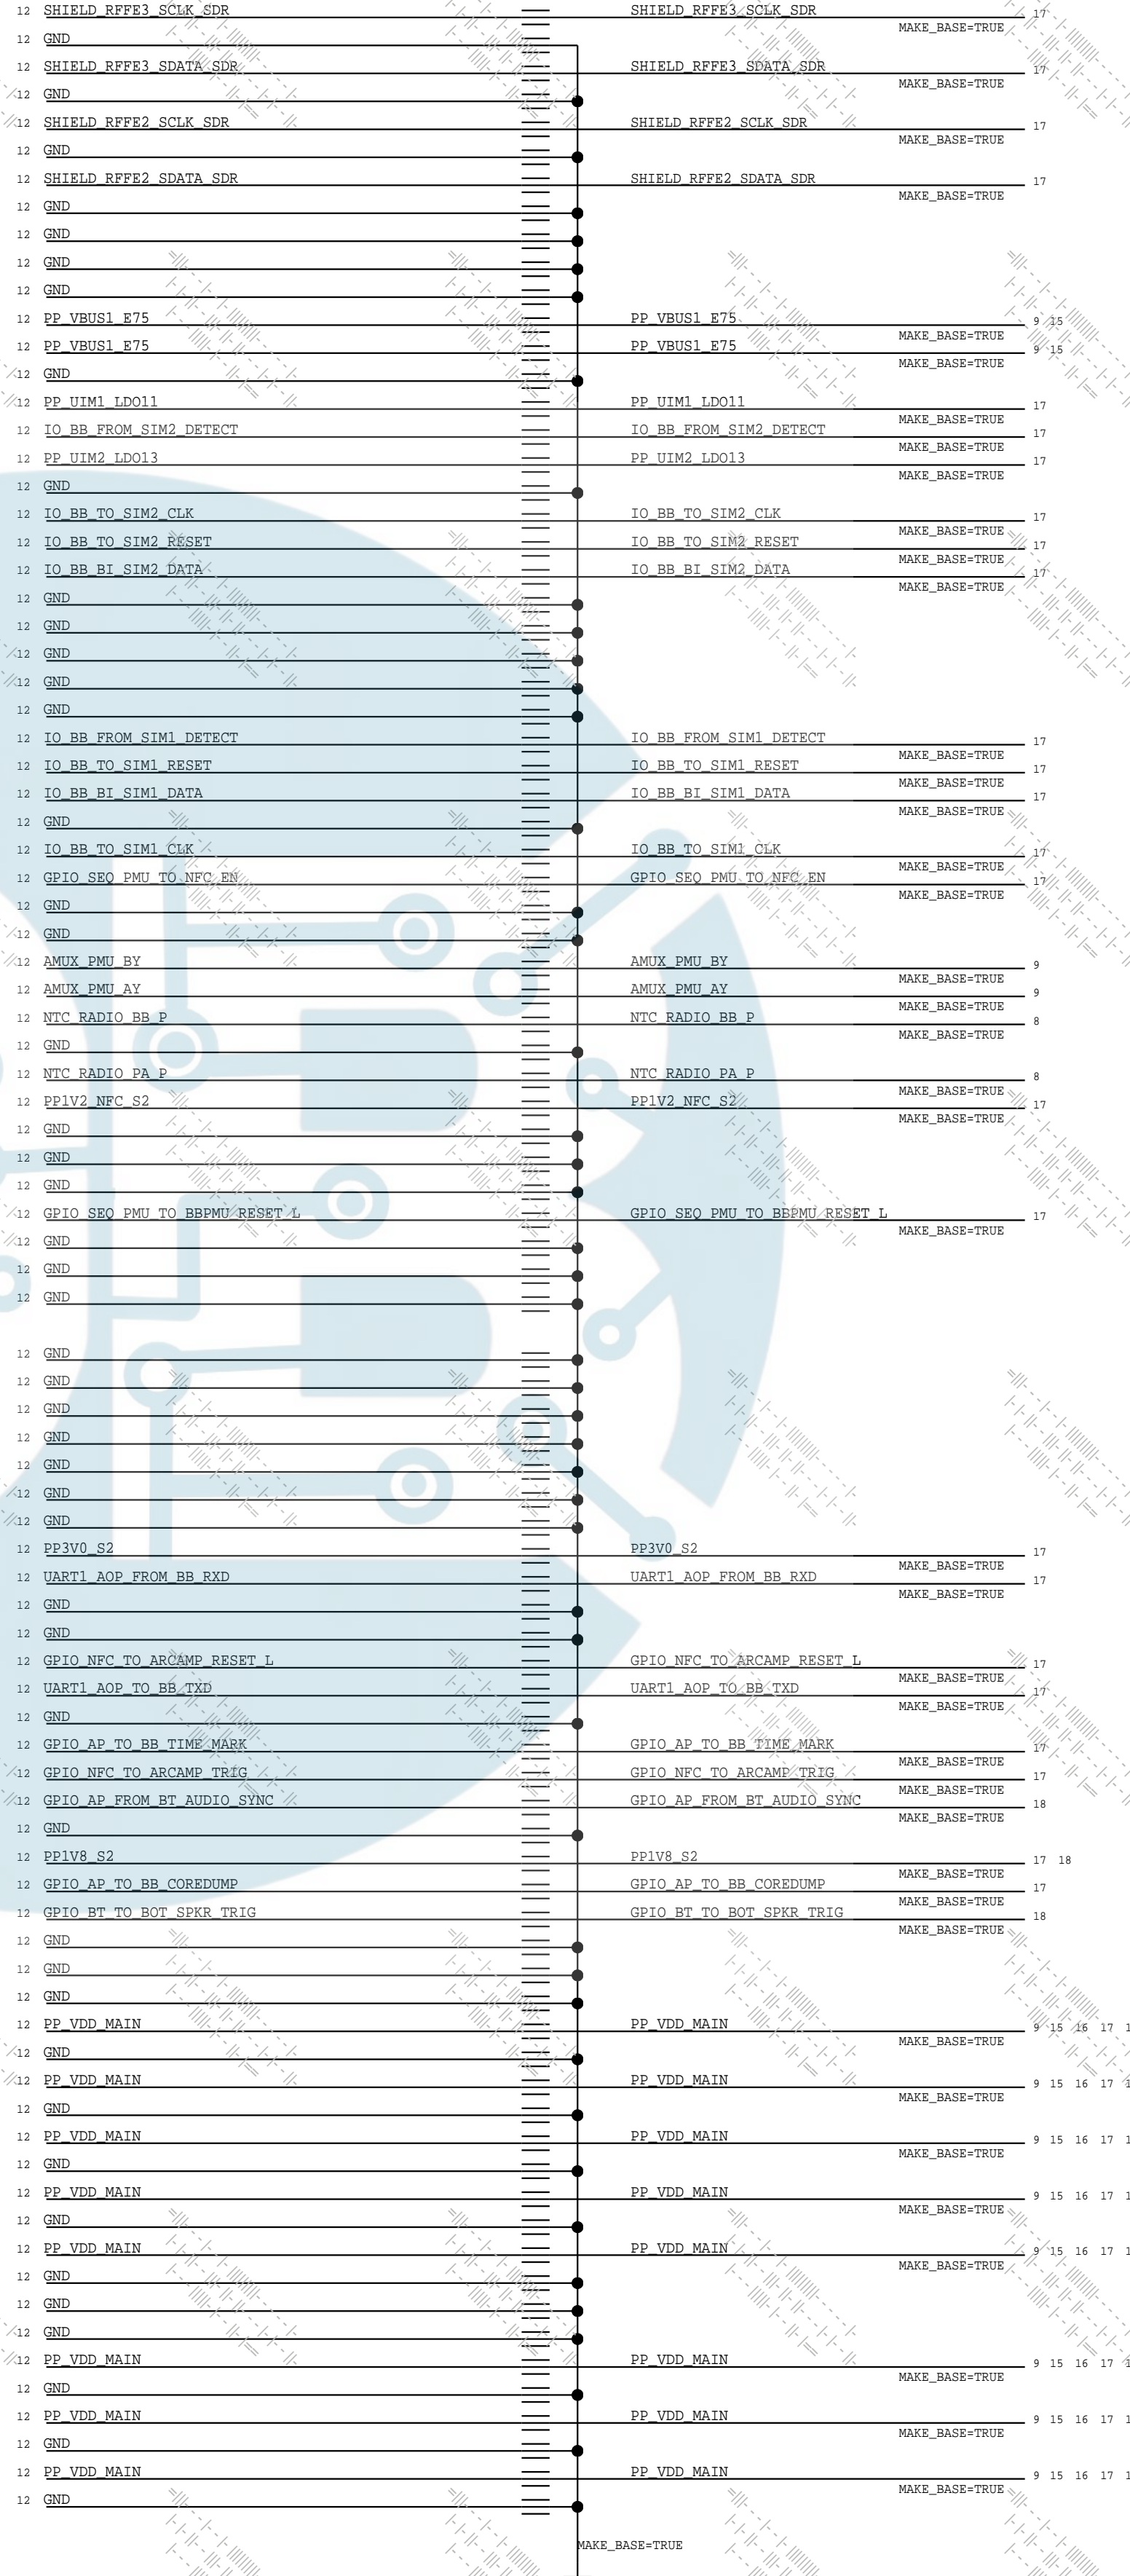 12 SHIELD_RFFE3_SCLK_SDR SHIELD_RFFE3_SCLK_SDR 17
MAKE_BASE=TRUE
12 GND
12 SHIELD_RFFE3_SDATA_SDR SHIELD_RFFE3_SDATA_SDR 17
MAKE_BASE=TRUE
12 GND
12 SHIELD_RFFE2_SCLK_SDR SHIELD_RFFE2_SCLK_SDR 17
MAKE_BASE=TRUE
12 GND
12 SHIELD_RFFE2_SDATA_SDR SHIELD_RFFE2_SDATA_SDR 17
MAKE_BASE=TRUE
12 GND
12 GND
12 GND
12 GND
12 PP_VBUS1_E75 PP_VBUS1_E75 9 15
MAKE_BASE=TRUE
12 PP_VBUS1_E75 PP_VBUS1_E75 9 15
MAKE_BASE=TRUE
12 GND
12 PP_UIM1_LDO11 PP_UIM1_LDO11 17
MAKE_BASE=TRUE
12 IO_BB_FROM_SIM2_DETECT IO_BB_FROM_SIM2_DETECT 17
MAKE_BASE=TRUE
12 PP_UIM2_LDO13 PP_UIM2_LDO13 17
MAKE_BASE=TRUE
12 GND
12 IO_BB_TO_SIM2_CLK IO_BB_TO_SIM2_CLK 17
MAKE_BASE=TRUE
12 IO_BB_TO_SIM2_RESET IO_BB_TO_SIM2_RESET 17
MAKE_BASE=TRUE
12 IO_BB_BI_SIM2_DATA IO_BB_BI_SIM2_DATA 17
MAKE_BASE=TRUE
12 GND
12 GND
12 GND
12 GND
12 GND
12 IO_BB_FROM_SIM1_DETECT IO_BB_FROM_SIM1_DETECT 17
MAKE_BASE=TRUE
12 IO_BB_TO_SIM1_RESET IO_BB_TO_SIM1_RESET 17
MAKE_BASE=TRUE
12 IO_BB_BI_SIM1_DATA IO_BB_BI_SIM1_DATA 17
MAKE_BASE=TRUE
12 GND
12 IO_BB_TO_SIM1_CLK IO_BB_TO_SIM1_CLK 17
MAKE_BASE=TRUE
12 GPIO_SEQ_PMU_TO_NFC_EN GPIO_SEQ_PMU_TO_NFC_EN 17
MAKE_BASE=TRUE
12 GND
12 GND
12 AMUX_PMU_BY AMUX_PMU_BY 9
MAKE_BASE=TRUE
12 AMUX_PMU_AY AMUX_PMU_AY 9
MAKE_BASE=TRUE
12 NTC_RADIO_BB_P NTC_RADIO_BB_P 8
MAKE_BASE=TRUE
12 GND
12 NTC_RADIO_PA_P NTC_RADIO_PA_P 8
MAKE_BASE=TRUE
12 PP1V2_NFC_S2 PP1V2_NFC_S2 17
MAKE_BASE=TRUE
12 GND
12 GND
12 GND
12 GPIO_SEQ_PMU_TO_BBPMU_RESET_L GPIO_SEQ_PMU_TO_BBPMU_RESET_L 17
MAKE_BASE=TRUE
12 GND
12 GND
12 GND
12 GND
12 GND
12 GND
12 GND
12 GND
12 GND
12 GND
12 PP3V0_S2 PP3V0_S2 17
MAKE_BASE=TRUE
12 UART1_AOP_FROM_BB_RXD UART1_AOP_FROM_BB_RXD 17
MAKE_BASE=TRUE
12 GND
12 GND
12 GPIO_NFC_TO_ARCAMP_RESET_L GPIO_NFC_TO_ARCAMP_RESET_L 17
MAKE_BASE=TRUE
12 UART1_AOP_TO_BB_TXD UART1_AOP_TO_BB_TXD 17
MAKE_BASE=TRUE
12 GND
12 GPIO_AP_TO_BB_TIME_MARK GPIO_AP_TO_BB_TIME_MARK 17
MAKE_BASE=TRUE
12 GPIO_NFC_TO_ARCAMP_TRIG GPIO_NFC_TO_ARCAMP_TRIG 17
MAKE_BASE=TRUE
12 GPIO_AP_FROM_BT_AUDIO_SYNC GPIO_AP_FROM_BT_AUDIO_SYNC 18
MAKE_BASE=TRUE
12 GND
12 PP1V8_S2 PP1V8_S2 17 18
MAKE_BASE=TRUE
12 GPIO_AP_TO_BB_COREDUMP GPIO_AP_TO_BB_COREDUMP 17
MAKE_BASE=TRUE
12 GPIO_BT_TO_BOT_SPKR_TRIG GPIO_BT_TO_BOT_SPKR_TRIG 18
MAKE_BASE=TRUE
12 GND
12 GND
12 GND
12 PP_VDD_MAIN PP_VDD_MAIN 9 15 16 17
MAKE_BASE=TRUE
12 GND
12 PP_VDD_MAIN PP_VDD_MAIN 9 15 16 17
MAKE_BASE=TRUE
12 GND
12 PP_VDD_MAIN PP_VDD_MAIN 9 15 16 17
MAKE_BASE=TRUE
12 GND
12 PP_VDD_MAIN PP_VDD_MAIN 9 15 16 17
MAKE_BASE=TRUE
12 GND
12 PP_VDD_MAIN PP_VDD_MAIN 9 15 16 17
MAKE_BASE=TRUE
12 GND
12 GND
12 GND
12 PP_VDD_MAIN PP_VDD_MAIN 9 15 16 17
MAKE_BASE=TRUE
12 GND
12 PP_VDD_MAIN PP_VDD_MAIN 9 15 16 17
MAKE_BASE=TRUE
12 GND
12 PP_VDD_MAIN PP_VDD_MAIN 9 15 16 17
MAKE_BASE=TRUE
12 GND
MAKE_BASE=TRUE